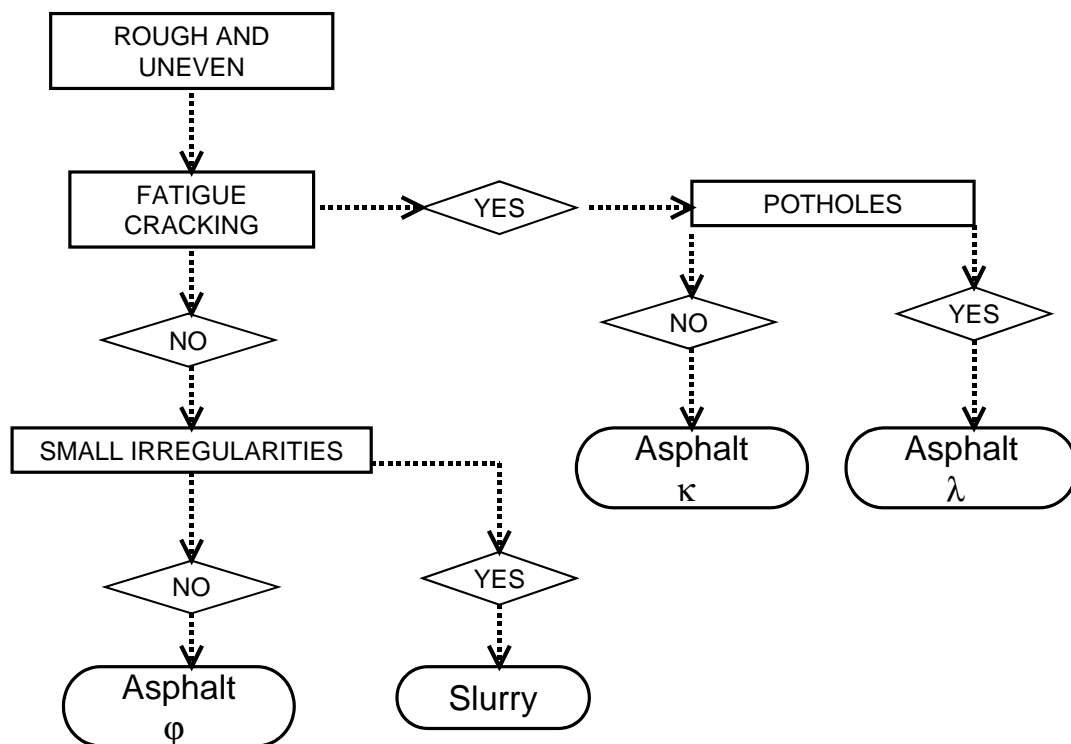 ROUGH AND
UNEVEN
FATIGUE
CRACKING
YES
POTHOLES
NO
NO
YES
SMALL IRREGULARITIES
Asphalt
κ
Asphalt
λ
NO
YES
Asphalt
φ
Slurry